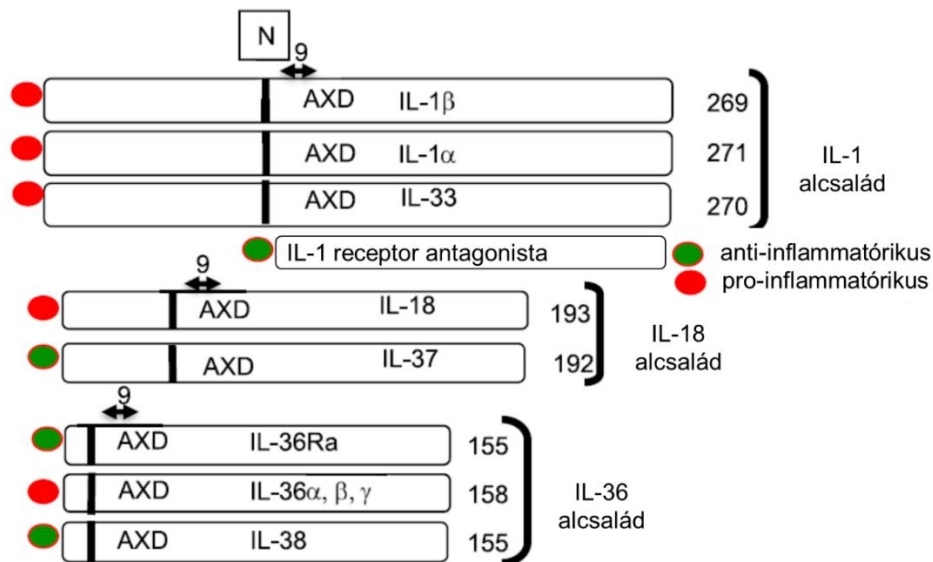 N
9
AXD IL-1β 269
AXD IL-1α 271
AXD IL-33 270
IL-1
alcsalád
IL-1 receptor antagonista
anti-inflammatórikus
pro-inflammatórikus
9
AXD IL-18 193
AXD IL-37 192
IL-18
alcsalád
9
AXD IL-36Ra 155
AXD IL-36α, β, γ 158
AXD IL-38 155
IL-36
alcsalád